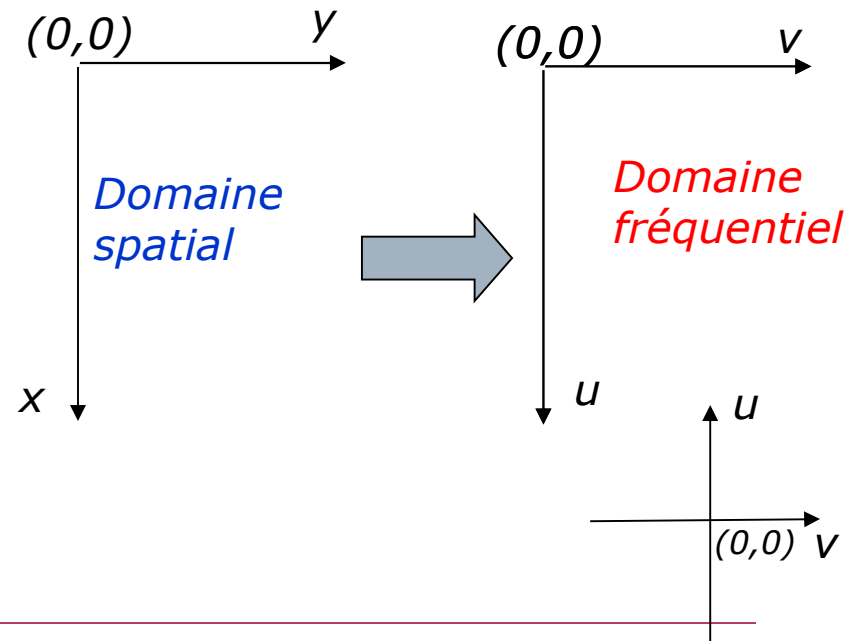 (0,0)
y
Domaine
spatial
x
(0,0)
v
Domaine
fréquentiel
u
u
(0,0)
v